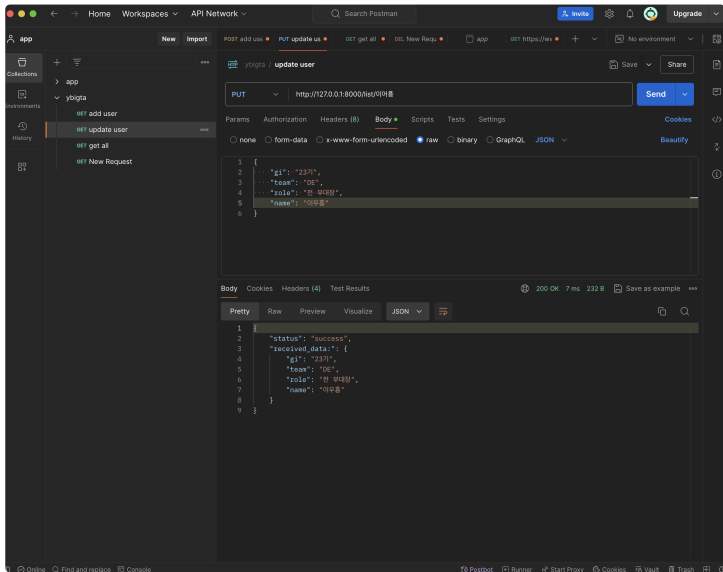 Home Workspaces API Network Search Postman Invite Upgrade
app New Import POST add use PUT update us GET get all DEL New Requ app GET https://wv No environment
Collections
Environments
History
app
ybigta
GET add user
GET update user
GET get all
GET New Request
ybigta / update user Save Share
PUT http://127.0.0.1:8000/list/이어흥 Send
Params Authorization Headers (8) Body Scripts Tests Settings Cookies
none form-data x-www-form-urlencoded raw binary GraphQL JSON Beautify
1 {
2 "gi": "23기",
3 "team": "DE",
4 "role": "전 부대장",
5 "name": "이우흥"
6 }
Body Cookies Headers (4) Test Results 200 OK 7 ms 232 B Save as example
Pretty Raw Preview Visualize JSON
1 {
2 "status": "success",
3 "received_data:": {
4 "gi": "23기",
5 "team": "DE",
6 "role": "전 부대장",
7 "name": "이우흥"
8 }
9 }
Online Find and replace Console Postbot Runner Start Proxy Cookies Vault Trash